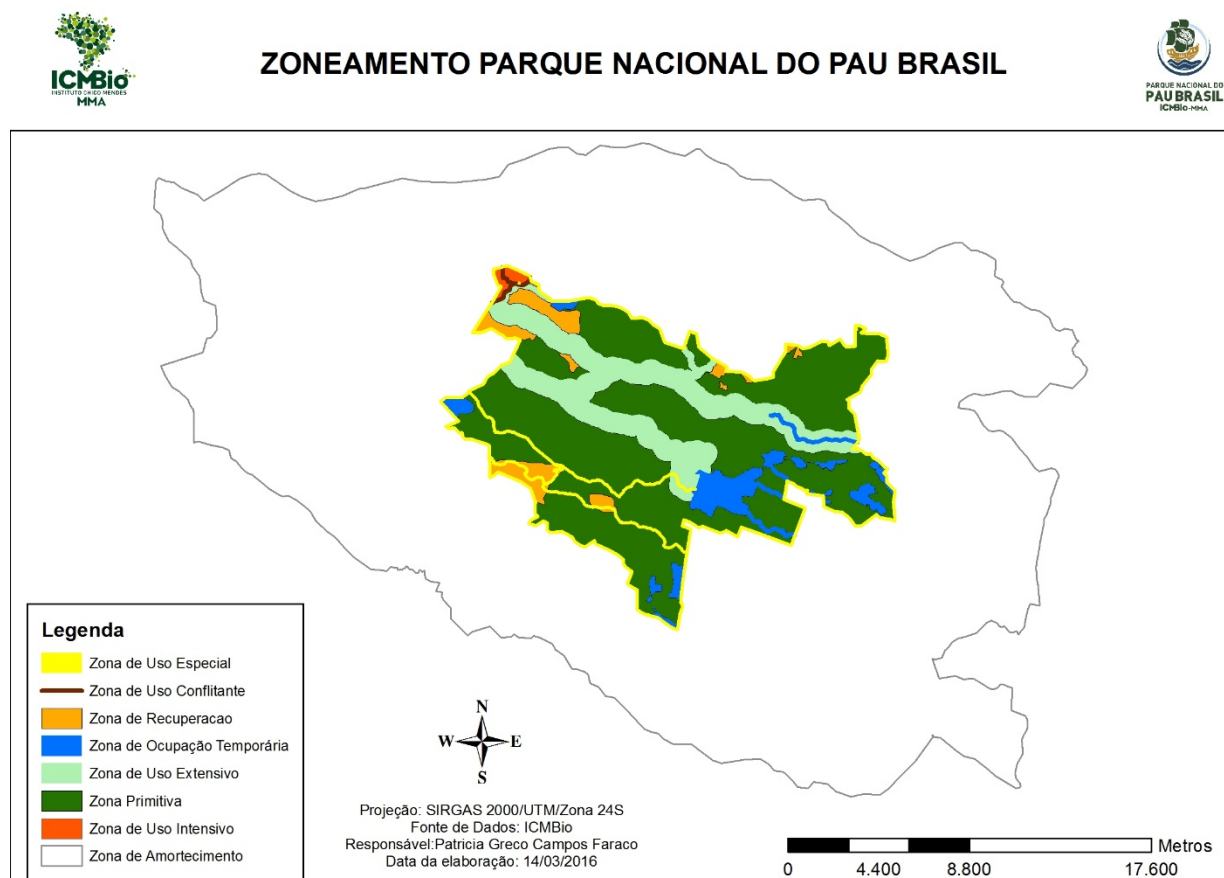 ICMBio
INSTITUTO CHICO MENDES
MMA
ZONEAMENTO PARQUE NACIONAL DO PAU BRASIL
PARQUE NACIONAL DO
PAU BRASIL
ICMBio-MMA
Legenda
Zona de Uso Especial
Zona de Uso Conflitante
Zona de Recuperacao
Zona de Ocupação Temporária
Zona de Uso Extensivo
Zona Primitiva
Zona de Uso Intensivo
Zona de Amortecimento
N
W E
S
Projeção: SIRGAS 2000/UTM/Zona 24S
Fonte de Dados: ICMBio
Responsável:Patricia Greco Campos Faraco
Data da elaboração: 14/03/2016
Metros
0 4.400 8.800 17.600